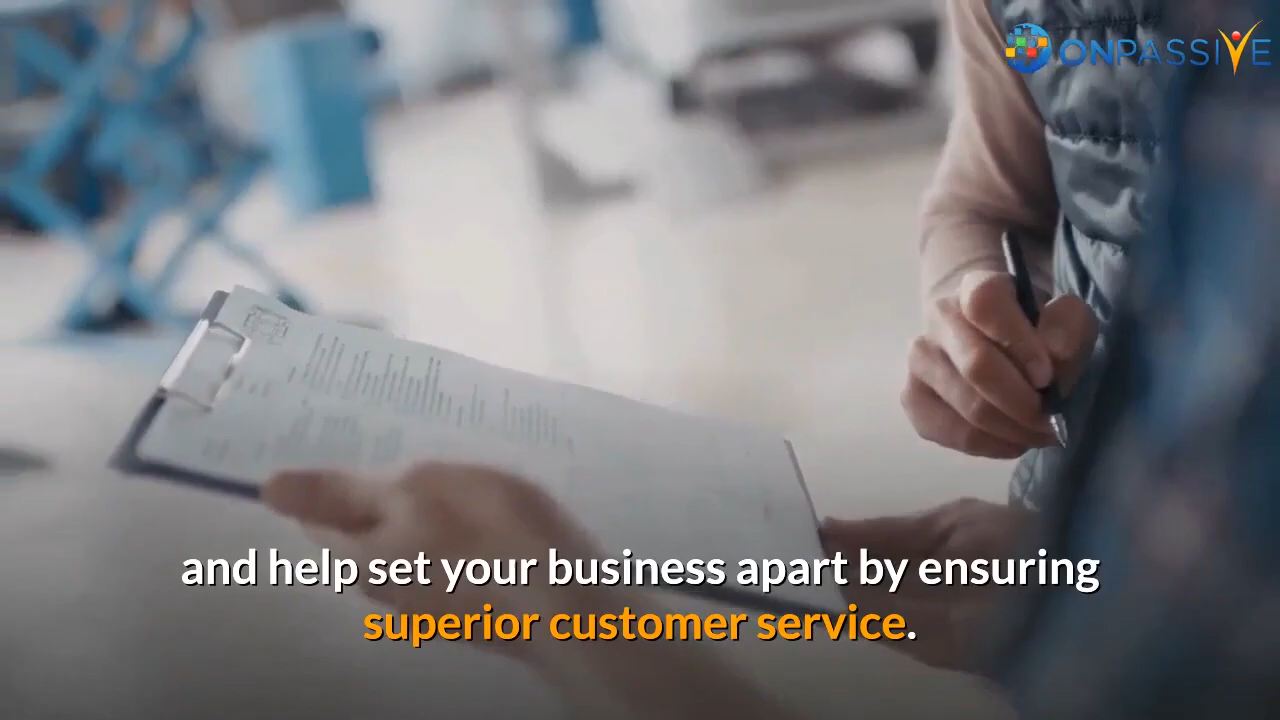 ONPASSIVE
and help set your business apart by ensuring
superior customer service.